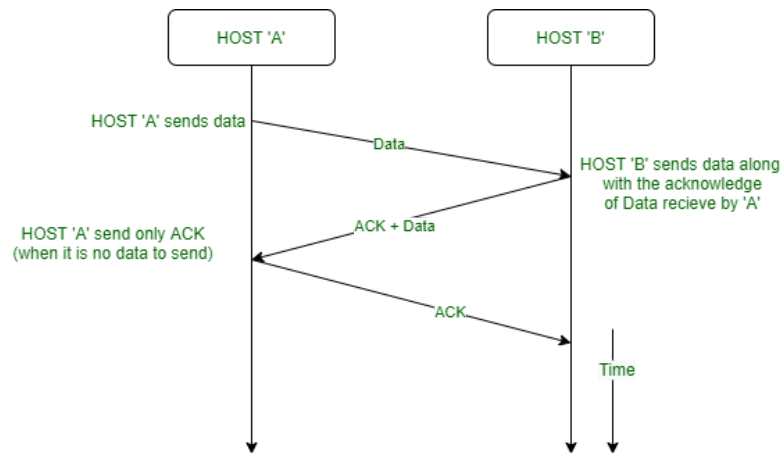 HOST 'A'
HOST 'B'
HOST 'A' sends data
Data
HOST 'B' sends data along
with the acknowledge
of Data recieve by 'A'
ACK + Data
HOST 'A' send only ACK
(when it is no data to send)
ACK
Time